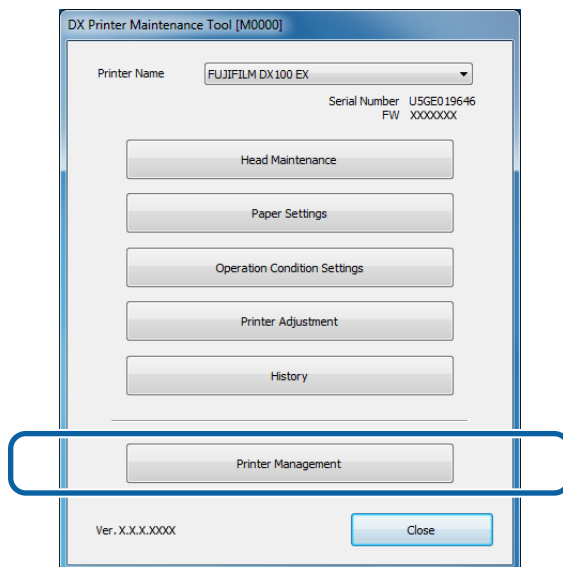 DX Printer Maintenance Tool [M0000]
Printer Name FUJIFILM DX100 EX
Serial Number U5GE019646
FW XXXXXXX
Head Maintenance
Paper Settings
Operation Condition Settings
Printer Adjustment
History
Printer Management
Ver. X.X.X.XXXX Close